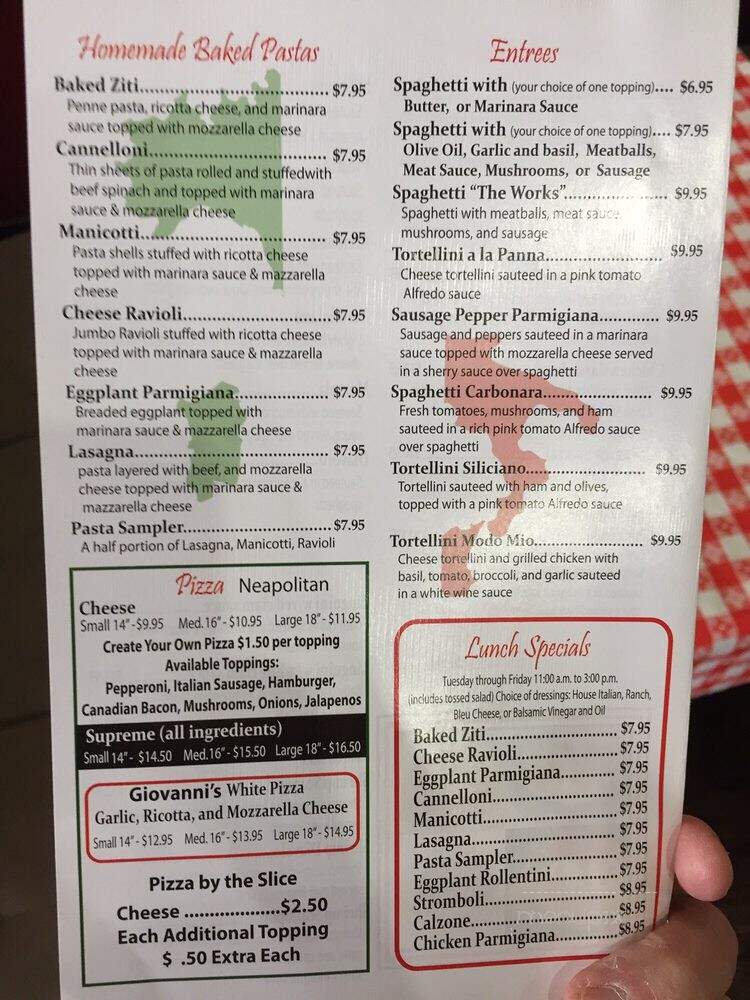 Homemade Baked Pastas
Baked Ziti.................................... $7.95
Penne pasta, ricotta cheese, and marinara
sauce topped with mozzarella cheese
Cannelloni.................................. $7.95
Thin sheets of pasta rolled and stuffedwith
beef spinach and topped with marinara
sauce & mozzarella cheese
Manicotti................................... $7.95
Pasta shells stuffed with ricotta cheese
topped with marinara sauce & mazzarella
cheese
Cheese Ravioli............................. $7.95
Jumbo Ravioli stuffed with ricotta cheese
topped with marinara sauce & mazzarella
cheese
Eggplant Parmigiana.................. $7.95
Breaded eggplant topped with
marinara sauce & mazzarella cheese
Lasagna...................................... $7.95
pasta layered with beef, and mozzarella
cheese topped with marinara sauce &
mazzarella cheese
Pasta Sampler............................. $7.95
A half portion of Lasagna, Manicotti, Ravioli
Pizza Neapolitan
Cheese
Small 14"-$9.95 Med. 16"- $10.95 Large 18"- $11.95
Create Your Own Pizza $1.50 per topping
Available Toppings:
Pepperoni, Italian Sausage, Hamburger,
Canadian Bacon, Mushrooms, Onions, Jalapenos
Supreme (all ingredients)
Small 14"- $14.50 Med.16"- $15.50 Large 18"- $16.50
Giovanni's White Pizza
Garlic, Ricotta, and Mozzarella Cheese
Small 14"- $12.95 Med. 16"- $13.95 Large 18"- $14.95
Pizza by the Slice
Cheese ....................$2.50
Each Additional Topping
$ .50 Extra Each
Entrees
Spaghetti with (your choice of one topping).... $6.95
Butter, or Marinara Sauce
Spaghetti with (your choice of one topping).... $7.95
Olive Oil, Garlic and basil, Meatballs,
Meat Sauce, Mushrooms, or Sausage
Spaghetti "The Works".................... $9.95
Spaghetti with meatballs, meat sauce,
mushrooms, and sausage
Tortellini a la Panna....................... $9.95
Cheese tortellini sauteed in a pink tomato
Alfredo sauce
Sausage Pepper Parmigiana............. $9.95
Sausage and peppers sauteed in a marinara
sauce topped with mozzarella cheese served
in a sherry sauce over spaghetti
Spaghetti Carbonara....................... $9.95
Fresh tomatoes, mushrooms, and ham
sauteed in a rich pink tomato Alfredo sauce
over spaghetti
Tortellini Siliciano......................... $9.95
Tortellini sauteed with ham and olives,
topped with a pink tomato Alfredo sauce
Tortellini Modo Mio........................ $9.95
Cheese tortellini and grilled chicken with
basil, tomato, broccoli, and garlic sauteed
in a white wine sauce
Lunch Specials
Tuesday through Friday 11:00 a.m. to 3:00 p.m.
(includes tossed salad) Choice of dressings: House Italian, Ranch,
Bleu Cheese, or Balsamic Vinegar and Oil
Baked Ziti............................ $7.95
Cheese Ravioli...................... $7.95
Eggplant Parmigiana............ $7.95
Cannelloni........................... $7.95
Manicotti............................. $7.95
Lasagna............................... $7.95
Pasta Sampler...................... $7.95
Eggplant Rollentini............. $7.95
Stromboli............................ $8.95
Calzone............................... $8.95
Chicken Parmigiana............. $8.95